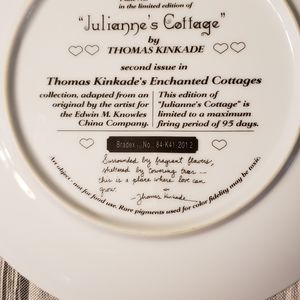 in the limited edition of
"Julianne's Cottage"
by
THOMAS KINKADE
second issue in
Thomas Kinkade's Enchanted Cottages
collection, adapted from an
original by the artist for
the Edwin M. Knowles
China Company.
This edition of
"Julianne's Cottage" is
limited to a maximum
firing period of 95 days.
Bradex No. 84-K41-201.2
Surrounded by fragrant flowers,
sheltered by towering trees —
this is a place where love can
grow.
— Thomas Kinkade
Art object - not for food use. Rare pigments used for color fidelity may be toxic.